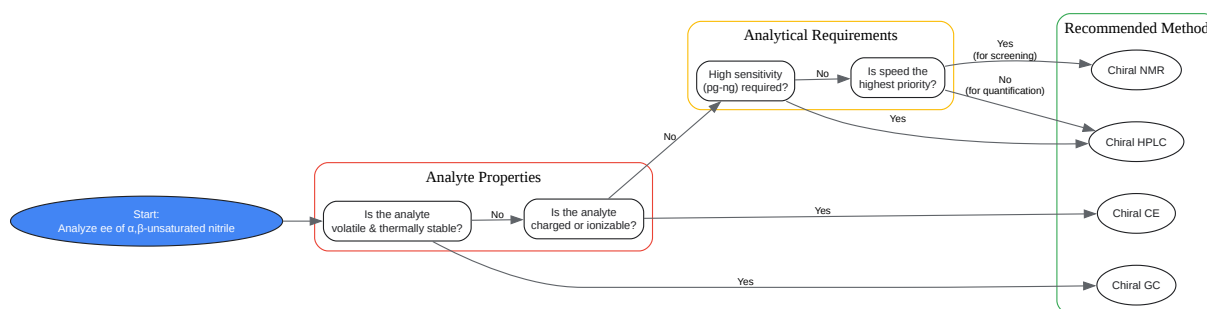 Recommended Method
Analytical Requirements
Yes
(for screening)
Chiral NMR
High sensitivity
(pg-ng) required?
No
Is speed the
highest priority?
No
(for quantification)
Yes
Chiral HPLC
No
Analyte Properties
Start:
Analyze ee of α,β-unsaturated nitrile
Is the analyte
volatile & thermally stable?
No
Is the analyte
charged or ionizable?
Yes
Chiral CE
Yes
Chiral GC